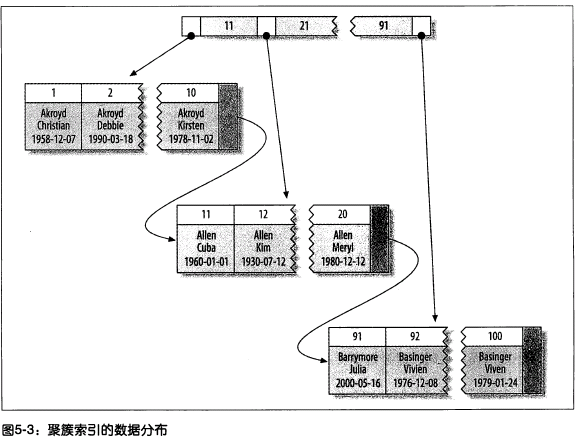 11 21 91
1 2 10
Akroyd Akroyd Akroyd
Christian Debbie Kirsten
1958-12-07 1990-03-18 1978-11-02
11 12 20
Allen Allen Allen
Cuba Kim Meryl
1960-01-01 1930-07-12 1980-12-12
91 92 100
Barrymore Basinger Basinger
Julia Vivien Viven
2000-05-16 1976-12-08 1979-01-24
图5-3：聚簇索引的数据分布